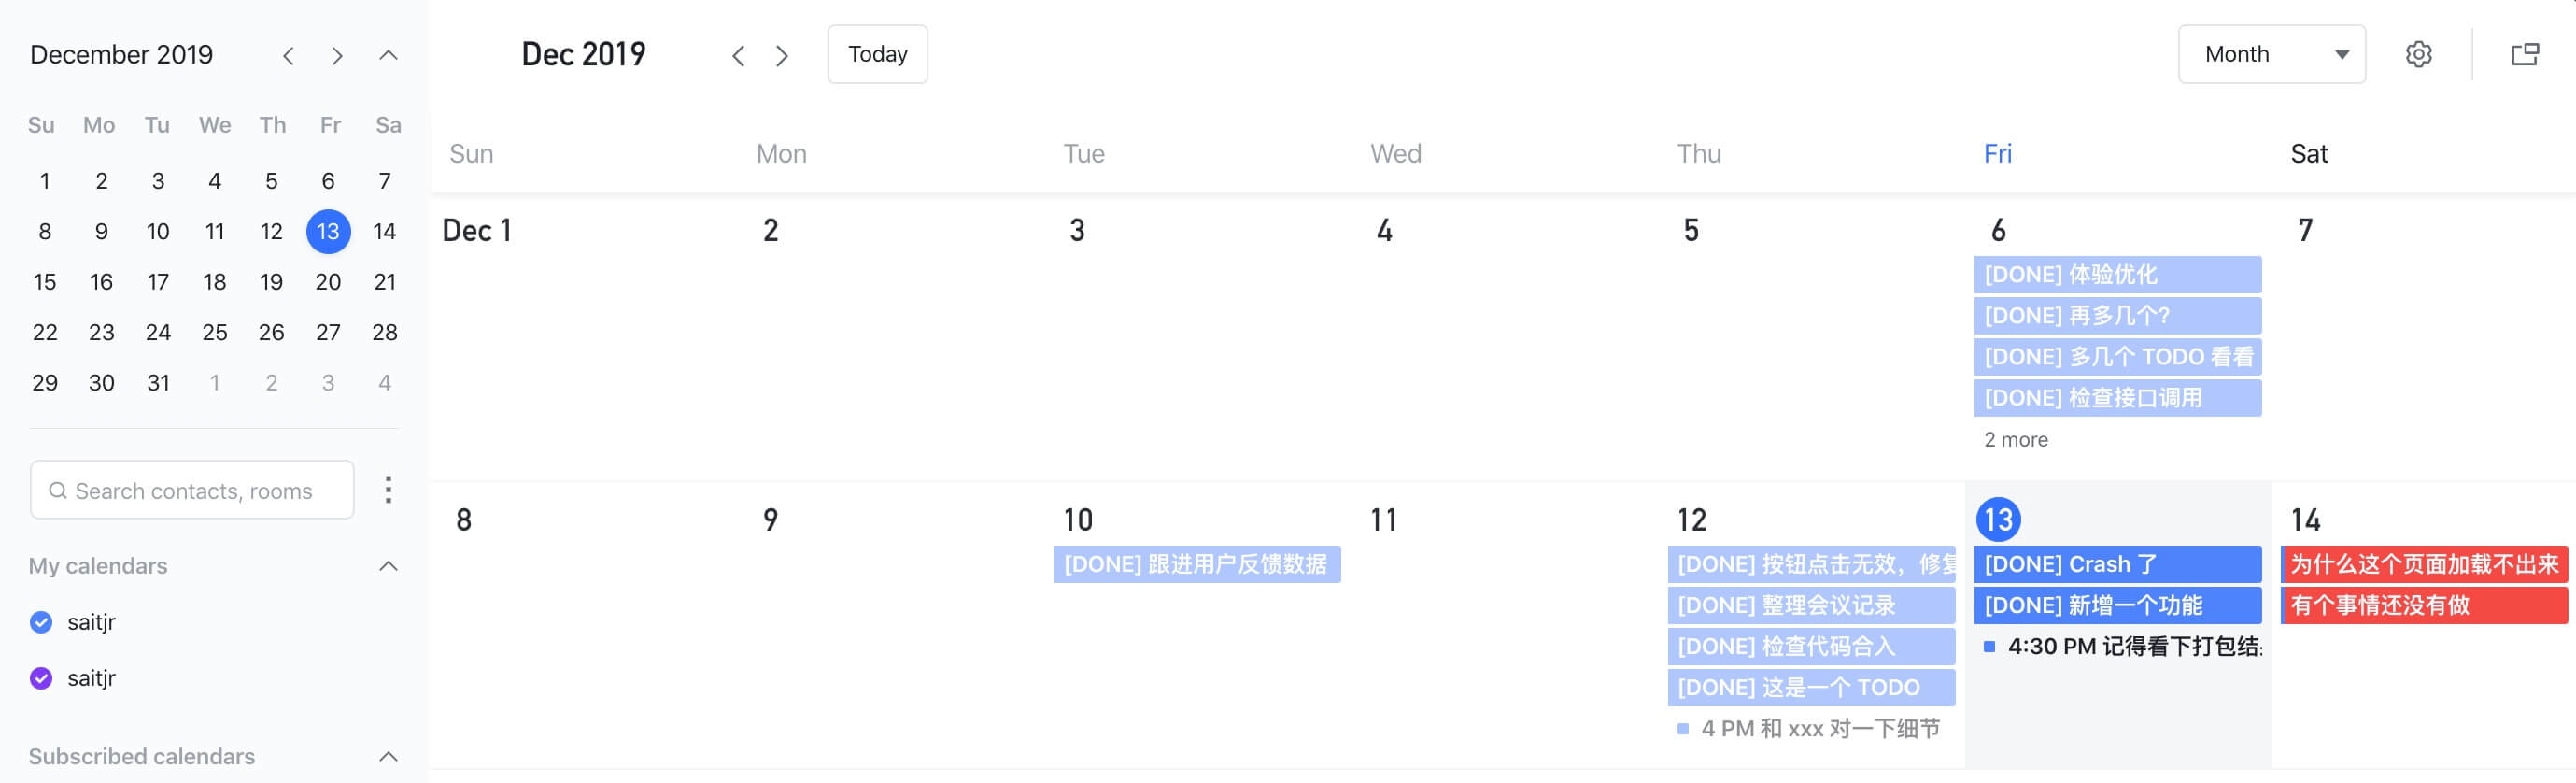 December 2019
Su Mo Tu We Th Fr Sa
1 2 3 4 5 6 7
8 9 10 11 12 13 14
15 16 17 18 19 20 21
22 23 24 25 26 27 28
29 30 31 1 2 3 4
Search contacts, rooms
My calendars
saitjr
saitjr
Subscribed calendars
Dec 2019
Today
Month
Sun Mon Tue Wed Thu Fri Sat
Dec 1 2 3 4 5 6 7
[DONE] 体验优化
[DONE] 再多几个?
[DONE] 多几个 TODO 看看
[DONE] 检查接口调用
2 more
8 9 10 11 12 13 14
[DONE] 跟进用户反馈数据
[DONE] 按钮点击无效，修复
[DONE] 整理会议记录
[DONE] 检查代码合入
[DONE] 这是一个 TODO
4 PM 和 xxx 对一下细节
[DONE] Crash 了
[DONE] 新增一个功能
4:30 PM 记得看下打包结
为什么这个页面加载不出来
有个事情还没有做